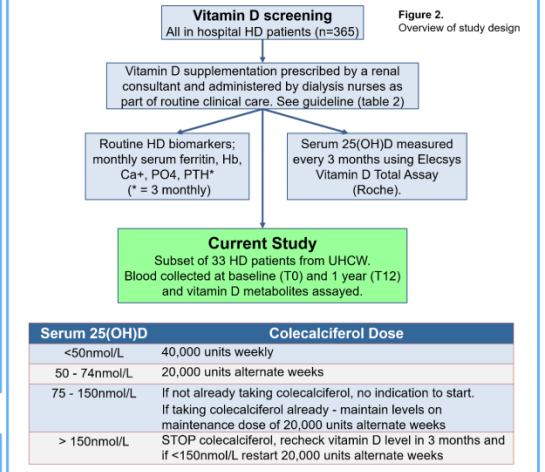 Vitamin D screening
All in hospital HD patients (n=365)
Figure 2.
Overview of study design
Vitamin D supplementation prescribed by a renal
consultant and administered by dialysis nurses as
part of routine clinical care. See guideline (table 2)
Routine HD biomarkers;
monthly serum ferritin, Hb,
Ca+, PO4, PTH*
(* = 3 monthly)
Serum 25(OH)D measured
every 3 months using Elecsys
Vitamin D Total Assay
(Roche).
Current Study
Subset of 33 HD patients from UHCW.
Blood collected at baseline (T0) and 1 year (T12)
and vitamin D metabolites assayed.
Serum 25(OH)D Colecalciferol Dose
<50nmol/L 40,000 units weekly
50 - 74nmol/L 20,000 units alternate weeks
75 - 150nmol/L If not already taking colecalciferol, no indication to start.
If taking colecalciferol already - maintain levels on
maintenance dose of 20,000 units alternate weeks
> 150nmol/L STOP colecalciferol, recheck vitamin D level in 3 months and
if <150nmol/L restart 20,000 units alternate weeks